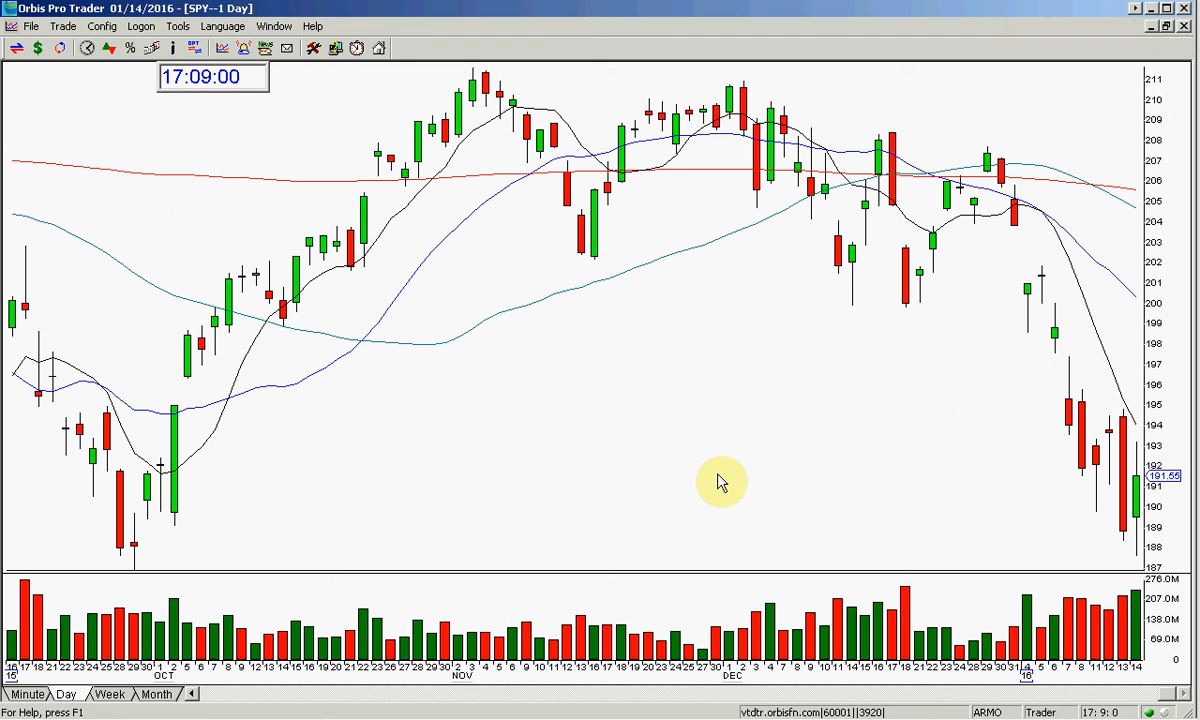 Orbis Pro Trader 01/14/2016 - [SPY--1 Day]
File Trade Config Logon Tools Language Window Help
17:09:00
211
210
209
208
207
206
205
204
203
202
201
200
199
198
197
196
195
194
193
192
191.55
191
190
189
188
187
276.0M
207.0M
138.0M
69.0M
0
16 17 18 21 22 23 24 25 28 29 30 1 2 5 6 7 8 9 12 13 14 15 16 19 20 21 22 23 26 27 28 29 30 2 3 4 5 6 9 10 11 12 13 16 17 18 19 20 23 24 25 27 30 1 2 3 4 7 8 9 10 11 14 15 16 17 18 21 22 23 24 28 29 30 31 4 5 6 7 8 11 12 13 14
15 OCT NOV DEC 16
Minute Day Week Month
For Help, press F1 vtdtr.orbisfn.com|60001||3920| ARMO Trader 17: 9: 0